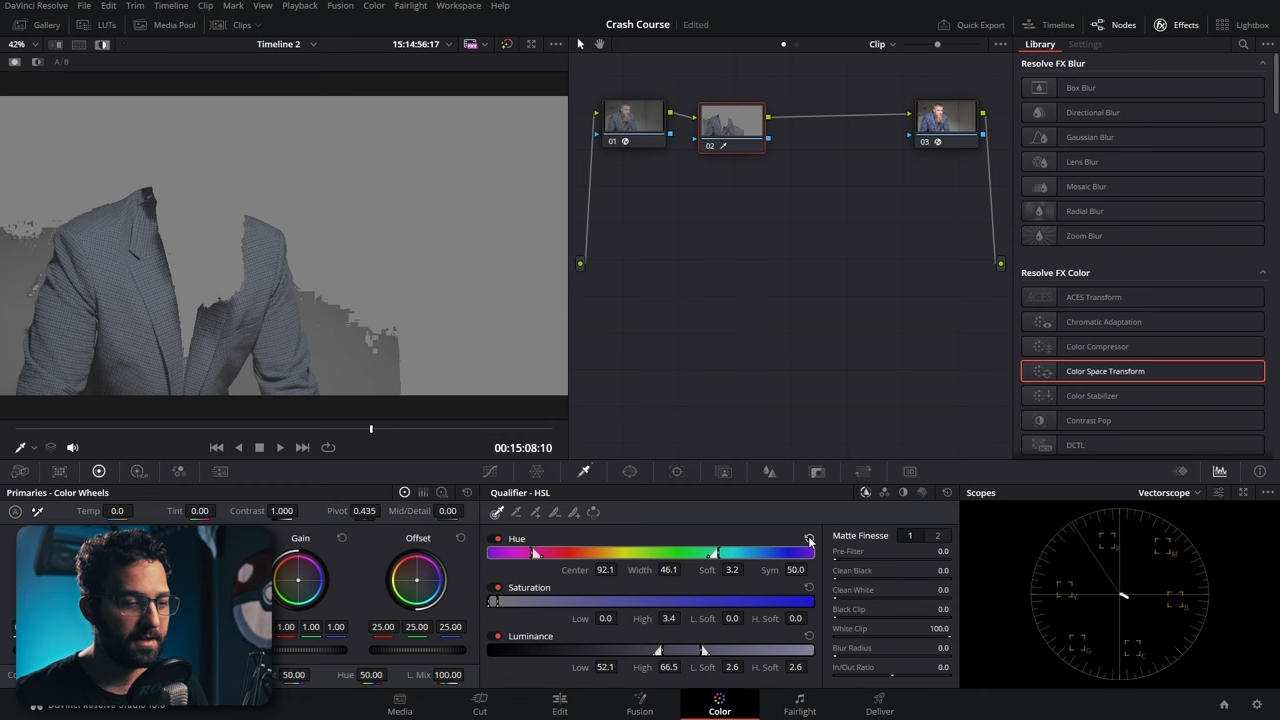 DaVinci Resolve File Edit Trim Timeline Clip Mark View Playback Fusion Color Fairlight Workspace Help
Gallery LUTs Media Pool Clips Crash Course Edited Quick Export Timeline Nodes Effects Lightbox
42% Timeline 2 15:14:56:17 Clip Library Settings
A/B
Resolve FX Blur
Box Blur
Directional Blur
Gaussian Blur
Lens Blur
Mosaic Blur
Radial Blur
Zoom Blur
Resolve FX Color
ACES Transform
Chromatic Adaptation
Color Compressor
Color Space Transform
Color Stabilizer
Contrast Pop
DCTL
01 02 03
00:15:08:10
Primaries - Color Wheels
Temp 0.0 Tint 0.00 Contrast 1.000 Pivot 0.435 Mid/Detail 0.00
Gain Offset
1.00 1.00 1.00 25.00 25.00 25.00
50.00 Hue 50.00 L. Mix 100.00
Qualifier - HSL
Hue
Center 92.1 Width 46.1 Soft 3.2 Sym 50.0
Saturation
Low 0.0 High 3.4 L. Soft 0.0 H. Soft 0.0
Luminance
Low 52.1 High 66.5 L. Soft 2.6 H. Soft 2.6
Matte Finesse 1 2
Pre-Filter 0.0
Clean Black 0.0
Clean White 0.0
Black Clip 0.0
White Clip 100.0
Blur Radius 0.0
In/Out Ratio 0.0
Scopes Vectorscope
R M B C G Y
Media Cut Edit Fusion Color Fairlight Deliver